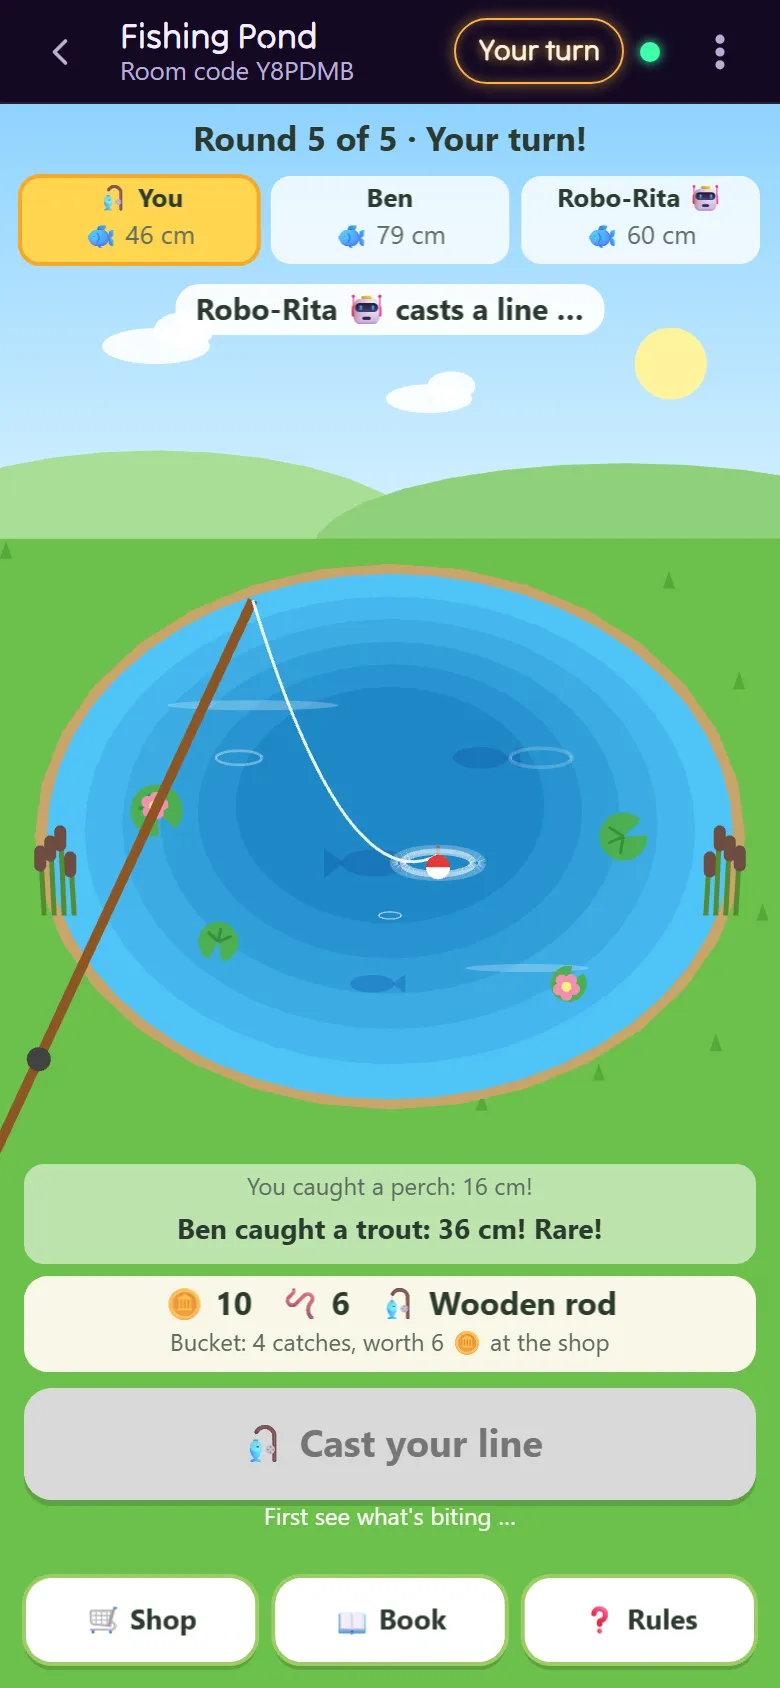 Fishing Pond
Room code Y8PDMB
Your turn
Round 5 of 5 · Your turn!
You
46 cm
Ben
79 cm
Robo-Rita
60 cm
Robo-Rita casts a line ...
You caught a perch: 16 cm!
Ben caught a trout: 36 cm! Rare!
10 6 Wooden rod
Bucket: 4 catches, worth 6 at the shop
Cast your line
First see what's biting ...
Shop
Book
Rules